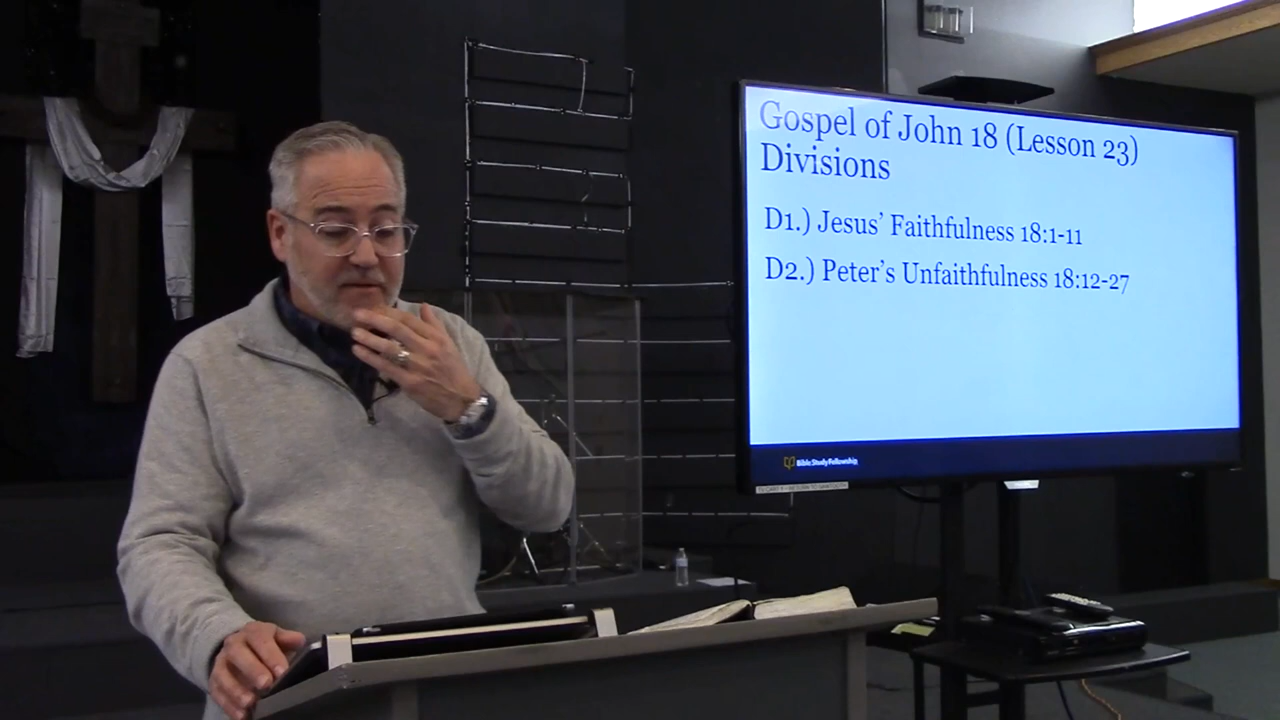 Gospel of John 18 (Lesson 23)
Divisions
D1.) Jesus’ Faithfulness 18:1-11
D2.) Peter’s Unfaithfulness 18:12-27
Bible Study Fellowship